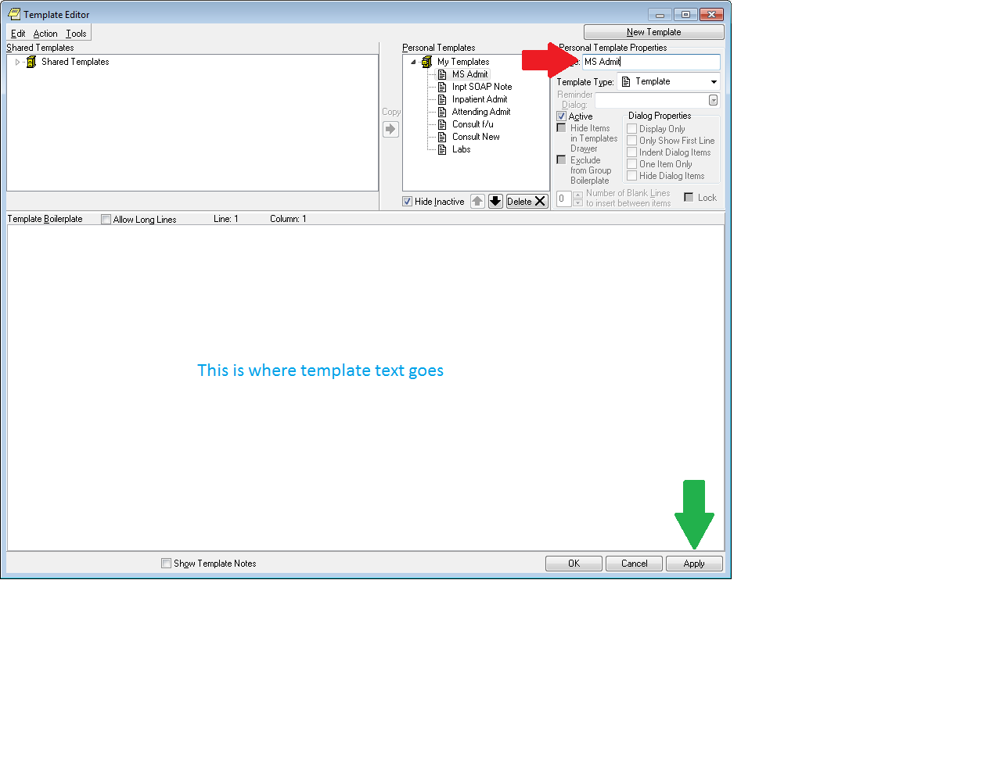 Template Editor
Edit Action Tools
New Template
Shared Templates
Shared Templates
Copy
Personal Templates
My Templates
MS Admit
Inpt SOAP Note
Inpatient Admit
Attending Admit
Consult f/u
Consult New
Labs
Hide Inactive
Delete
Personal Template Properties
MS Admit
Template Type: Template
Reminder
Dialog:
Active
Hide Items
in Templates
Drawer
Exclude
from Group
Boilerplate
Dialog Properties
Display Only
Only Show First Line
Indent Dialog Items
One Item Only
Hide Dialog Items
0 Number of Blank Lines
to insert between items
Lock
Template Boilerplate Allow Long Lines Line: 1 Column: 1
This is where template text goes
Show Template Notes
OK Cancel Apply